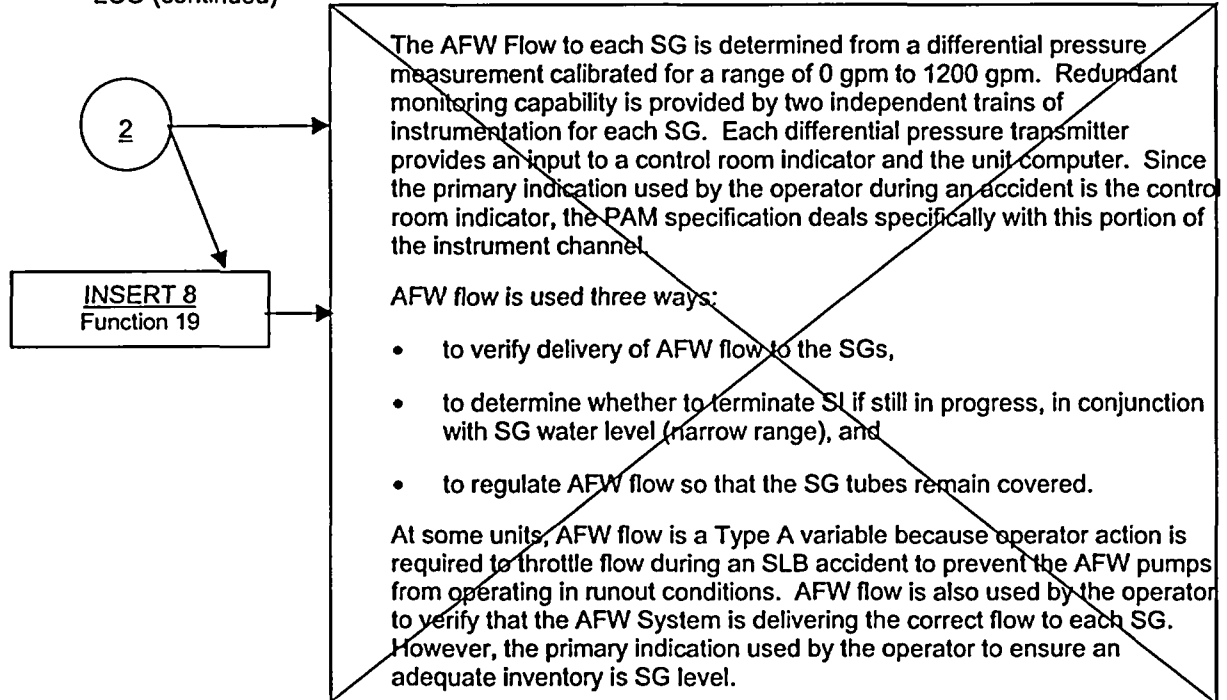 LCO (continued)
The AFW Flow to each SG is determined from a differential pressure
measurement calibrated for a range of 0 gpm to 1200 gpm. Redundant
monitoring capability is provided by two independent trains of
instrumentation for each SG. Each differential pressure transmitter
provides an input to a control room indicator and the unit computer. Since
the primary indication used by the operator during an accident is the control
room indicator, the PAM specification deals specifically with this portion of
the instrument channel.
2
INSERT 8
Function 19
AFW flow is used three ways:
• to verify delivery of AFW flow to the SGs,
• to determine whether to terminate SI if still in progress, in conjunction
with SG water level (narrow range), and
• to regulate AFW flow so that the SG tubes remain covered.
At some units, AFW flow is a Type A variable because operator action is
required to throttle flow during an SLB accident to prevent the AFW pumps
from operating in runout conditions. AFW flow is also used by the operator
to verify that the AFW System is delivering the correct flow to each SG.
However, the primary indication used by the operator to ensure an
adequate inventory is SG level.